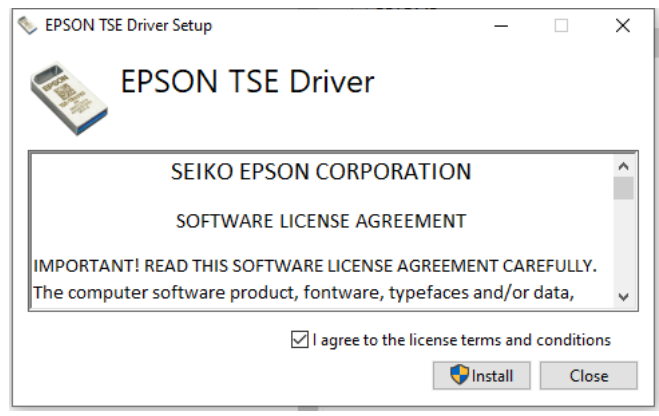 EPSON TSE Driver Setup
EPSON TSE Driver
SEIKO EPSON CORPORATION
SOFTWARE LICENSE AGREEMENT
IMPORTANT! READ THIS SOFTWARE LICENSE AGREEMENT CAREFULLY.
The computer software product, fontware, typefaces and/or data,
I agree to the license terms and conditions
Install Close